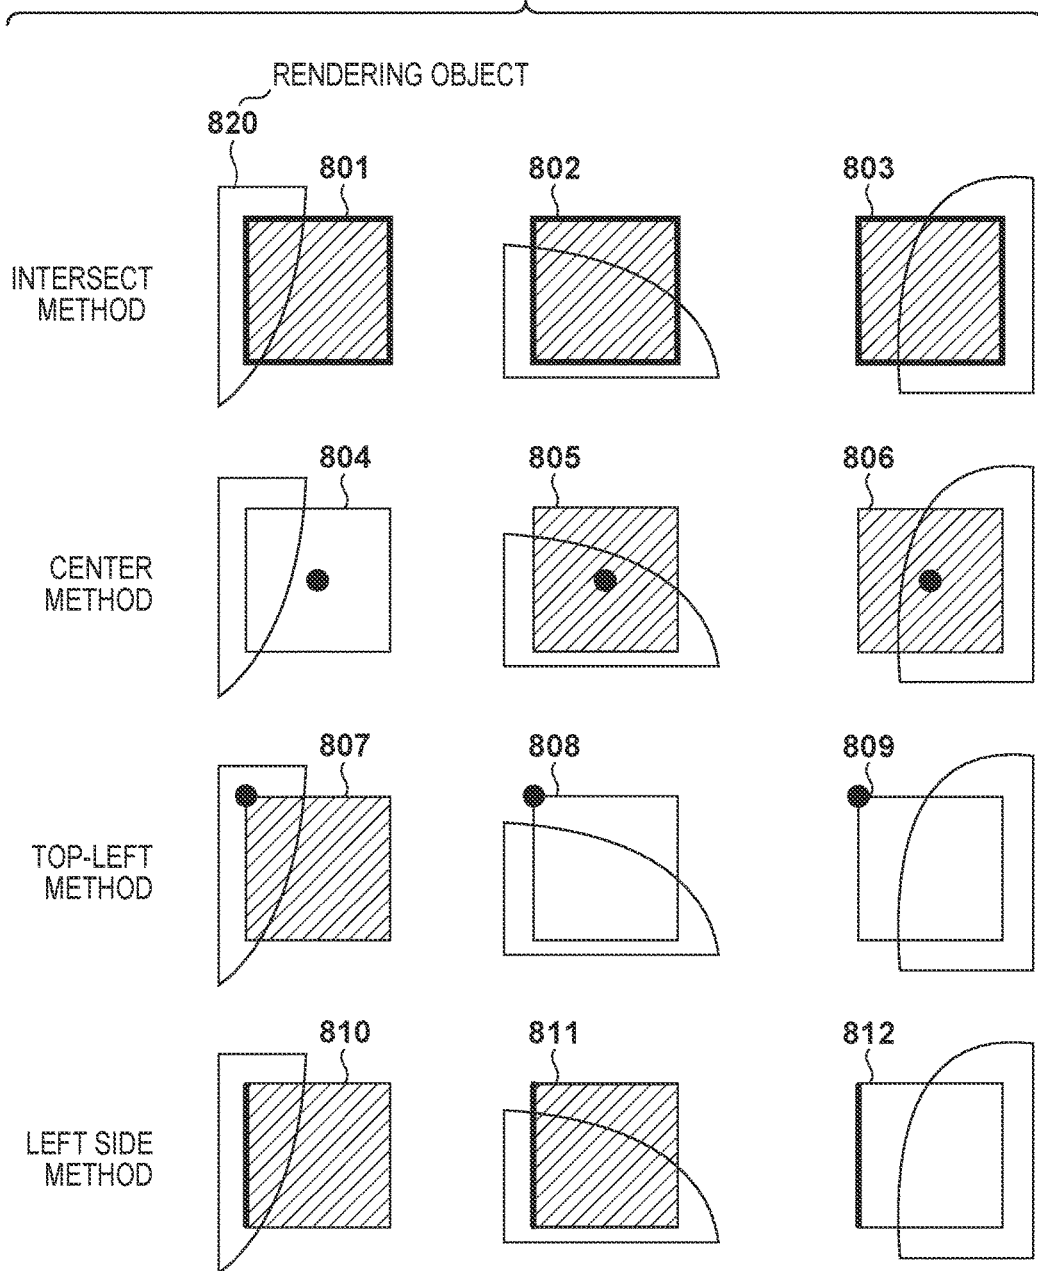 RENDERING OBJECT
820
801
802
803
INTERSECT
METHOD
804
805
806
CENTER
METHOD
807
808
809
TOP-LEFT
METHOD
810
811
812
LEFT SIDE
METHOD